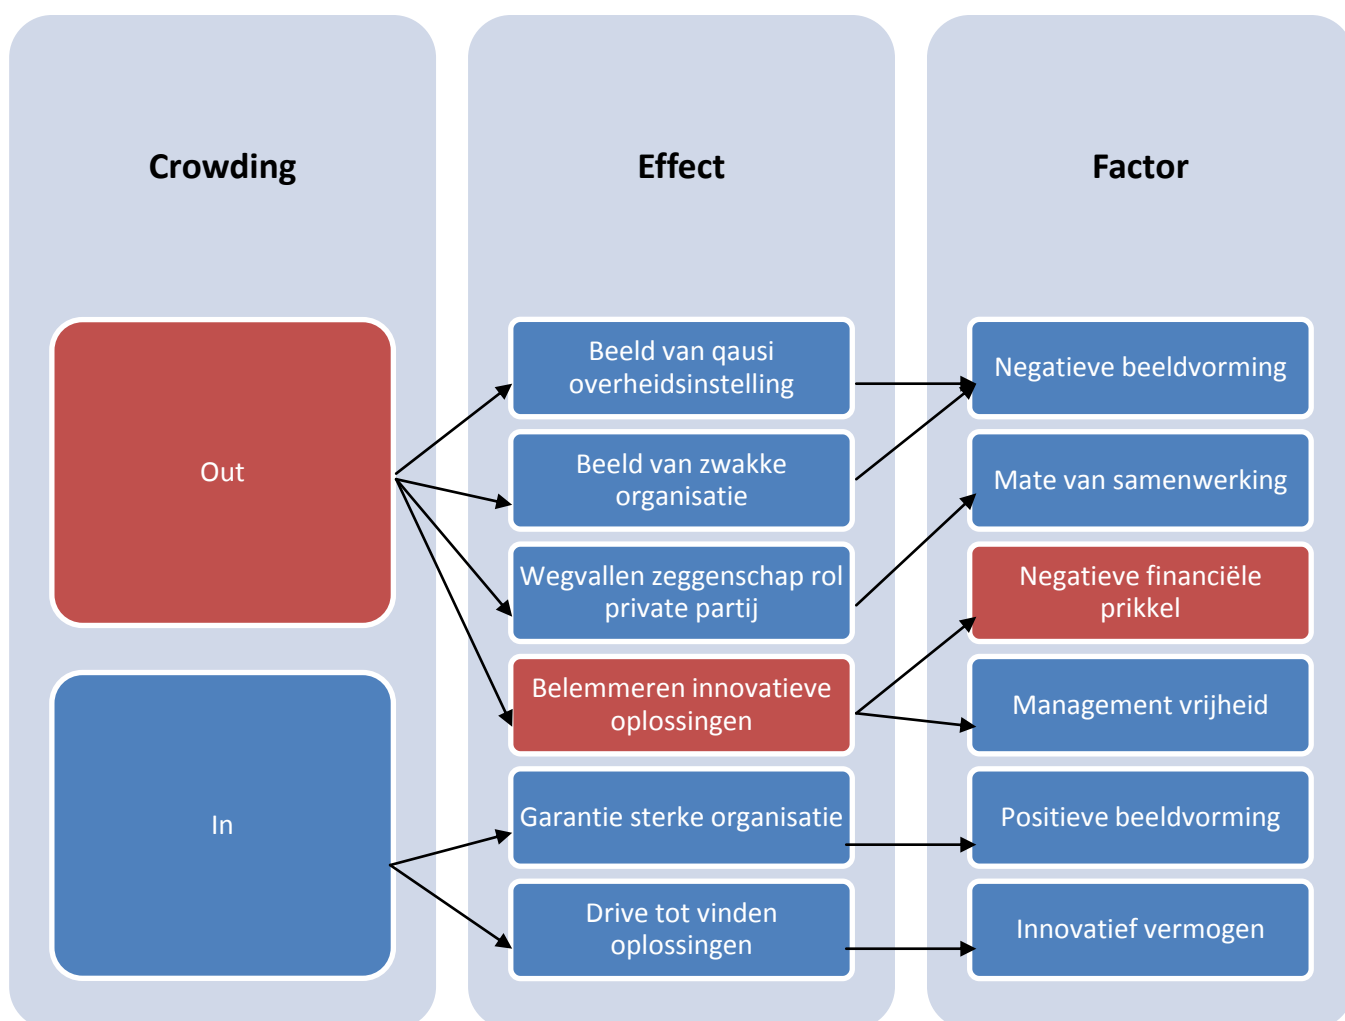 Crowding
Effect
Factor
Out
In
Beeld van qausi
overheidsinstelling
Beeld van zwakke
organisatie
Wegvallen zeggenschap rol
private partij
Belemmeren innovatieve
oplossingen
Garantie sterke organisatie
Drive tot vinden
oplossingen
Negatieve beeldvorming
Mate van samenwerking
Negatieve financiële
prikkel
Management vrijheid
Positieve beeldvorming
Innovatief vermogen